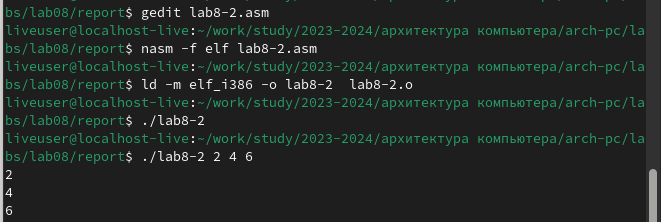 bs/lab08/report$ gedit lab8-2.asm
liveuser@localhost-live:~/work/study/2023-2024/архитектура компьютера/arch-pc/la
bs/lab08/report$ nasm -f elf lab8-2.asm
liveuser@localhost-live:~/work/study/2023-2024/архитектура компьютера/arch-pc/la
bs/lab08/report$ ld -m elf_i386 -o lab8-2  lab8-2.o
liveuser@localhost-live:~/work/study/2023-2024/архитектура компьютера/arch-pc/la
bs/lab08/report$ ./lab8-2
liveuser@localhost-live:~/work/study/2023-2024/архитектура компьютера/arch-pc/la
bs/lab08/report$ ./lab8-2 2 4 6
2
4
6